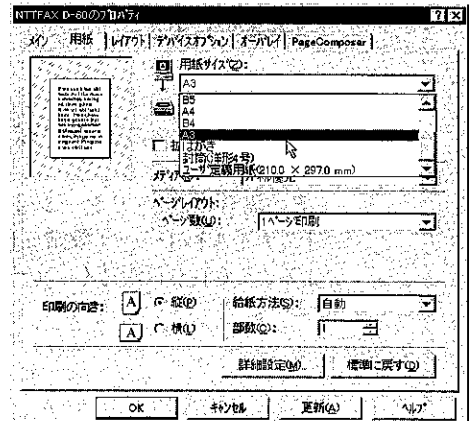 NTTFAX D-60のプロパティ
メイン 用紙 レイアウト デバイスオプション オーバレイ PageComposer
用紙サイズ(Z):
A3
B5
A4
B4
A3
はがき
封筒(洋形4号)
ユーザ定義用紙(210.0 × 297.0 mm)
ページレイアウト:
ページ数(U): 1ページ印刷
印刷の向き: A 縦(P) 給紙方法(S): 自動
A 横(L) 部数(C): 1
詳細設定(M)... 標準に戻す(D)
OK キャンセル 更新(A) ヘルプ